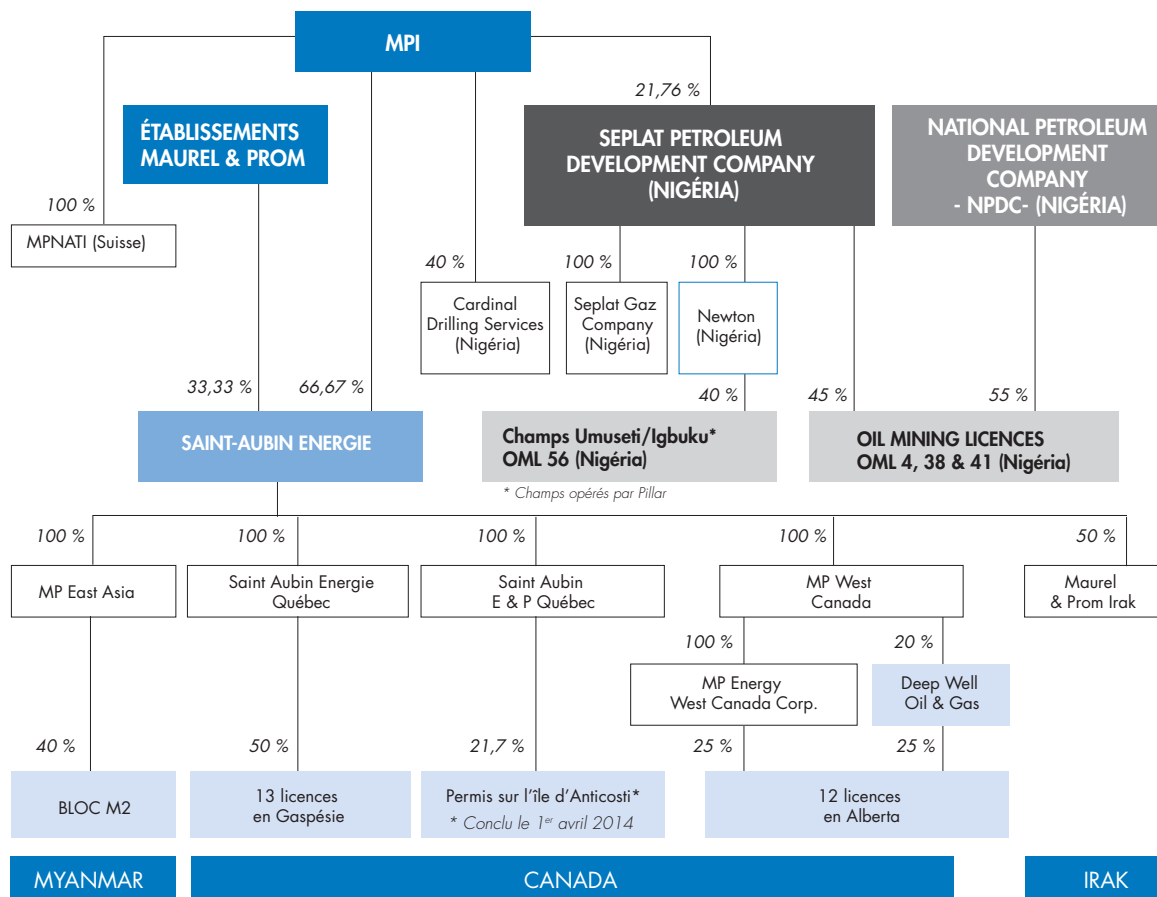 MPI
21,76 %
ÉTABLISSEMENTS
MAUREL & PROM
SEPLAT PETROLEUM
DEVELOPMENT COMPANY
(NIGÉRIA)
NATIONAL PETROLEUM
DEVELOPMENT
COMPANY
- NPDC- (NIGÉRIA)
100 %
MPNATI (Suisse)
40 %
100 %
100 %
Cardinal
Drilling Services
(Nigéria)
Seplat Gaz
Company
(Nigéria)
Newton
(Nigéria)
33,33 %
66,67 %
40 %
45 %
55 %
SAINT-AUBIN ENERGIE
Champs Umuseti/Igbuku*
OML 56 (Nigéria)
* Champs opérés par Pillar
OIL MINING LICENCES
OML 4, 38 & 41 (Nigéria)
100 %
100 %
100 %
100 %
50 %
MP East Asia
Saint Aubin Energie
Québec
Saint Aubin
E & P Québec
MP West
Canada
Maurel
& Prom Irak
100 %
20 %
MP Energy
West Canada Corp.
Deep Well
Oil & Gas
40 %
50 %
21,7 %
25 %
25 %
BLOC M2
13 licences
en Gaspésie
Permis sur l'île d'Anticosti*
* Conclu le 1er avril 2014
12 licences
en Alberta
MYANMAR
CANADA
IRAK